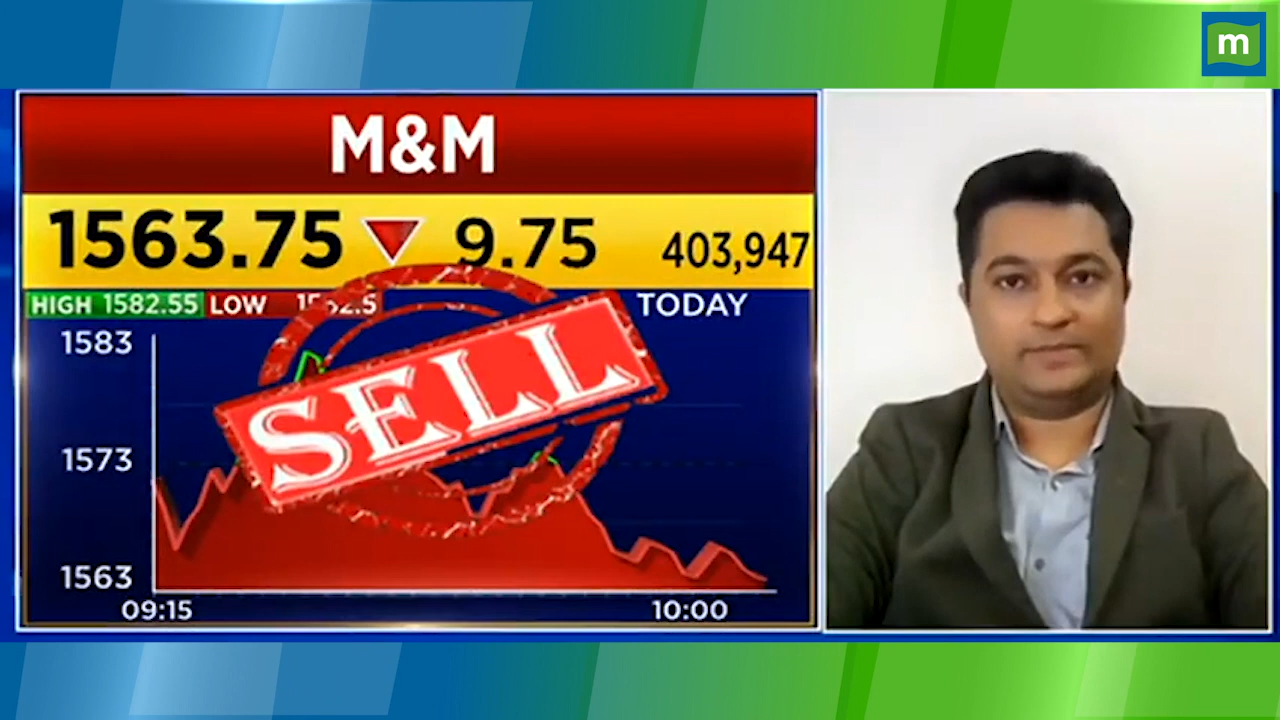 m
M&M
1563.75 ▼ 9.75 403,947
HIGH 1582.55 LOW
TODAY
1583
SELL
1573
1563
09:15 10:00